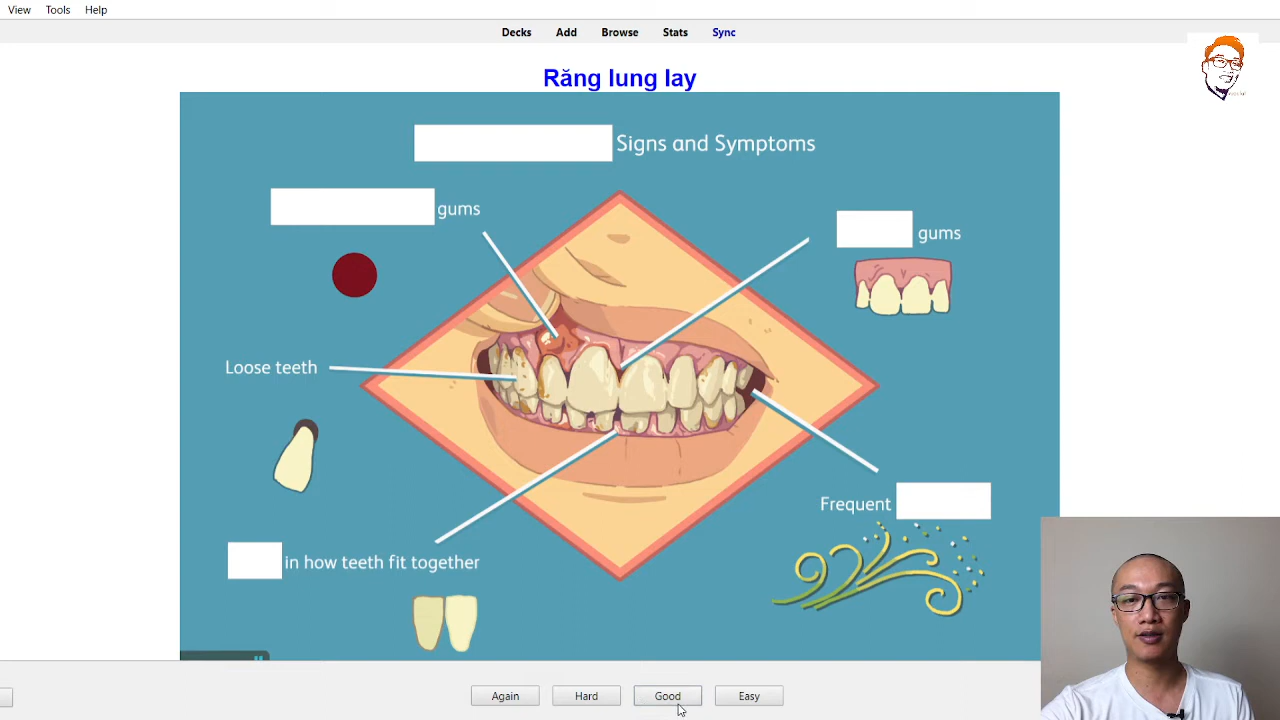 View Tools Help
Decks Add Browse Stats Sync
Răng lung lay
Signs and Symptoms
gums
gums
Loose teeth
Frequent
in how teeth fit together
Again Hard Good Easy